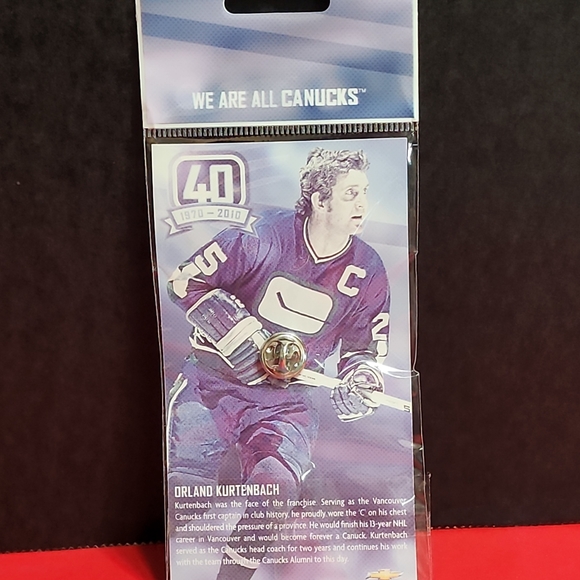 WE ARE ALL CANUCKS™
40
1970 – 2010
25
C
2
ORLAND KURTENBACH
Kurtenbach was the face of the franchise. Serving as the Vancouver
Canucks first captain in club history, he proudly wore the 'C' on his chest
and shouldered the pressure of a province. He would finish his 13-year NHL
career in Vancouver and would become forever a Canuck. Kurtenbach
served as the Canucks head coach for two years and continues his work
with the team through the Canucks Alumni to this day.